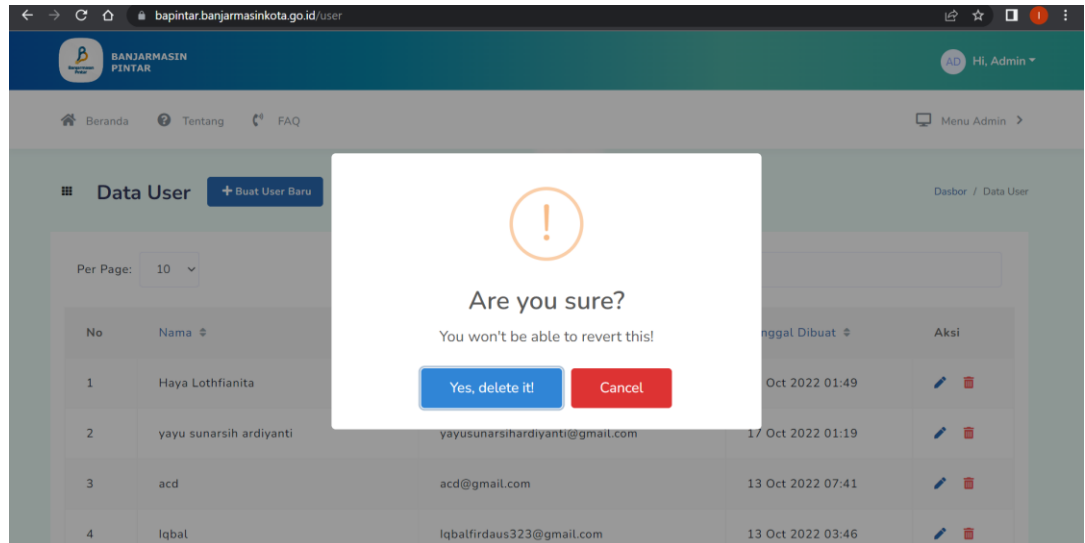 bapintar.banjarmasinkota.go.id/user
BANJARMASIN
PINTAR
AD Hi, Admin
Beranda Tentang FAQ Menu Admin
Data User + Buat User Baru Dasbor / Data User
Per Page: 10
!
Are you sure?
You won't be able to revert this!
Yes, delete it! Cancel
No Nama nggal Dibuat Aksi
1 Haya Lothfianita Oct 2022 01:49
2 yayu sunarsih ardiyanti yayusunarsihardiyanti@gmail.com 17 Oct 2022 01:19
3 acd acd@gmail.com 13 Oct 2022 07:41
4 Iqbal Iqbalfirdaus323@gmail.com 13 Oct 2022 03:46